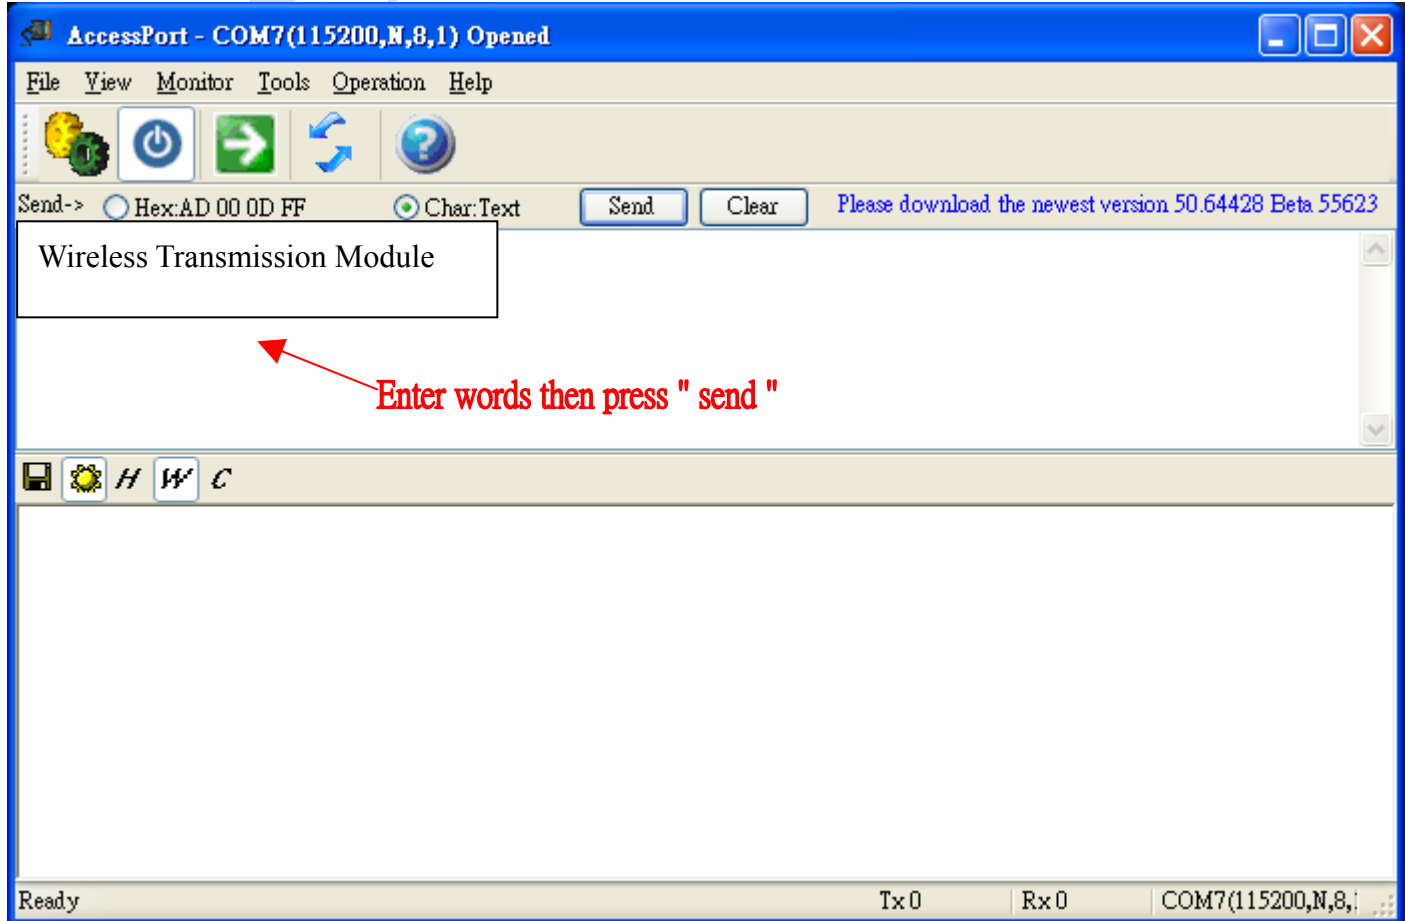 AccessPort - COM7(115200,N,8,1) Opened
File View Monitor Tools Operation Help
Send-> Hex:AD 00 0D FF Char:Text Send Clear Please download the newest version 50.64428 Beta 55623
Wireless Transmission Module
Enter words then press " send "
H W C
Ready Tx 0 Rx 0 COM7(115200,N,8,